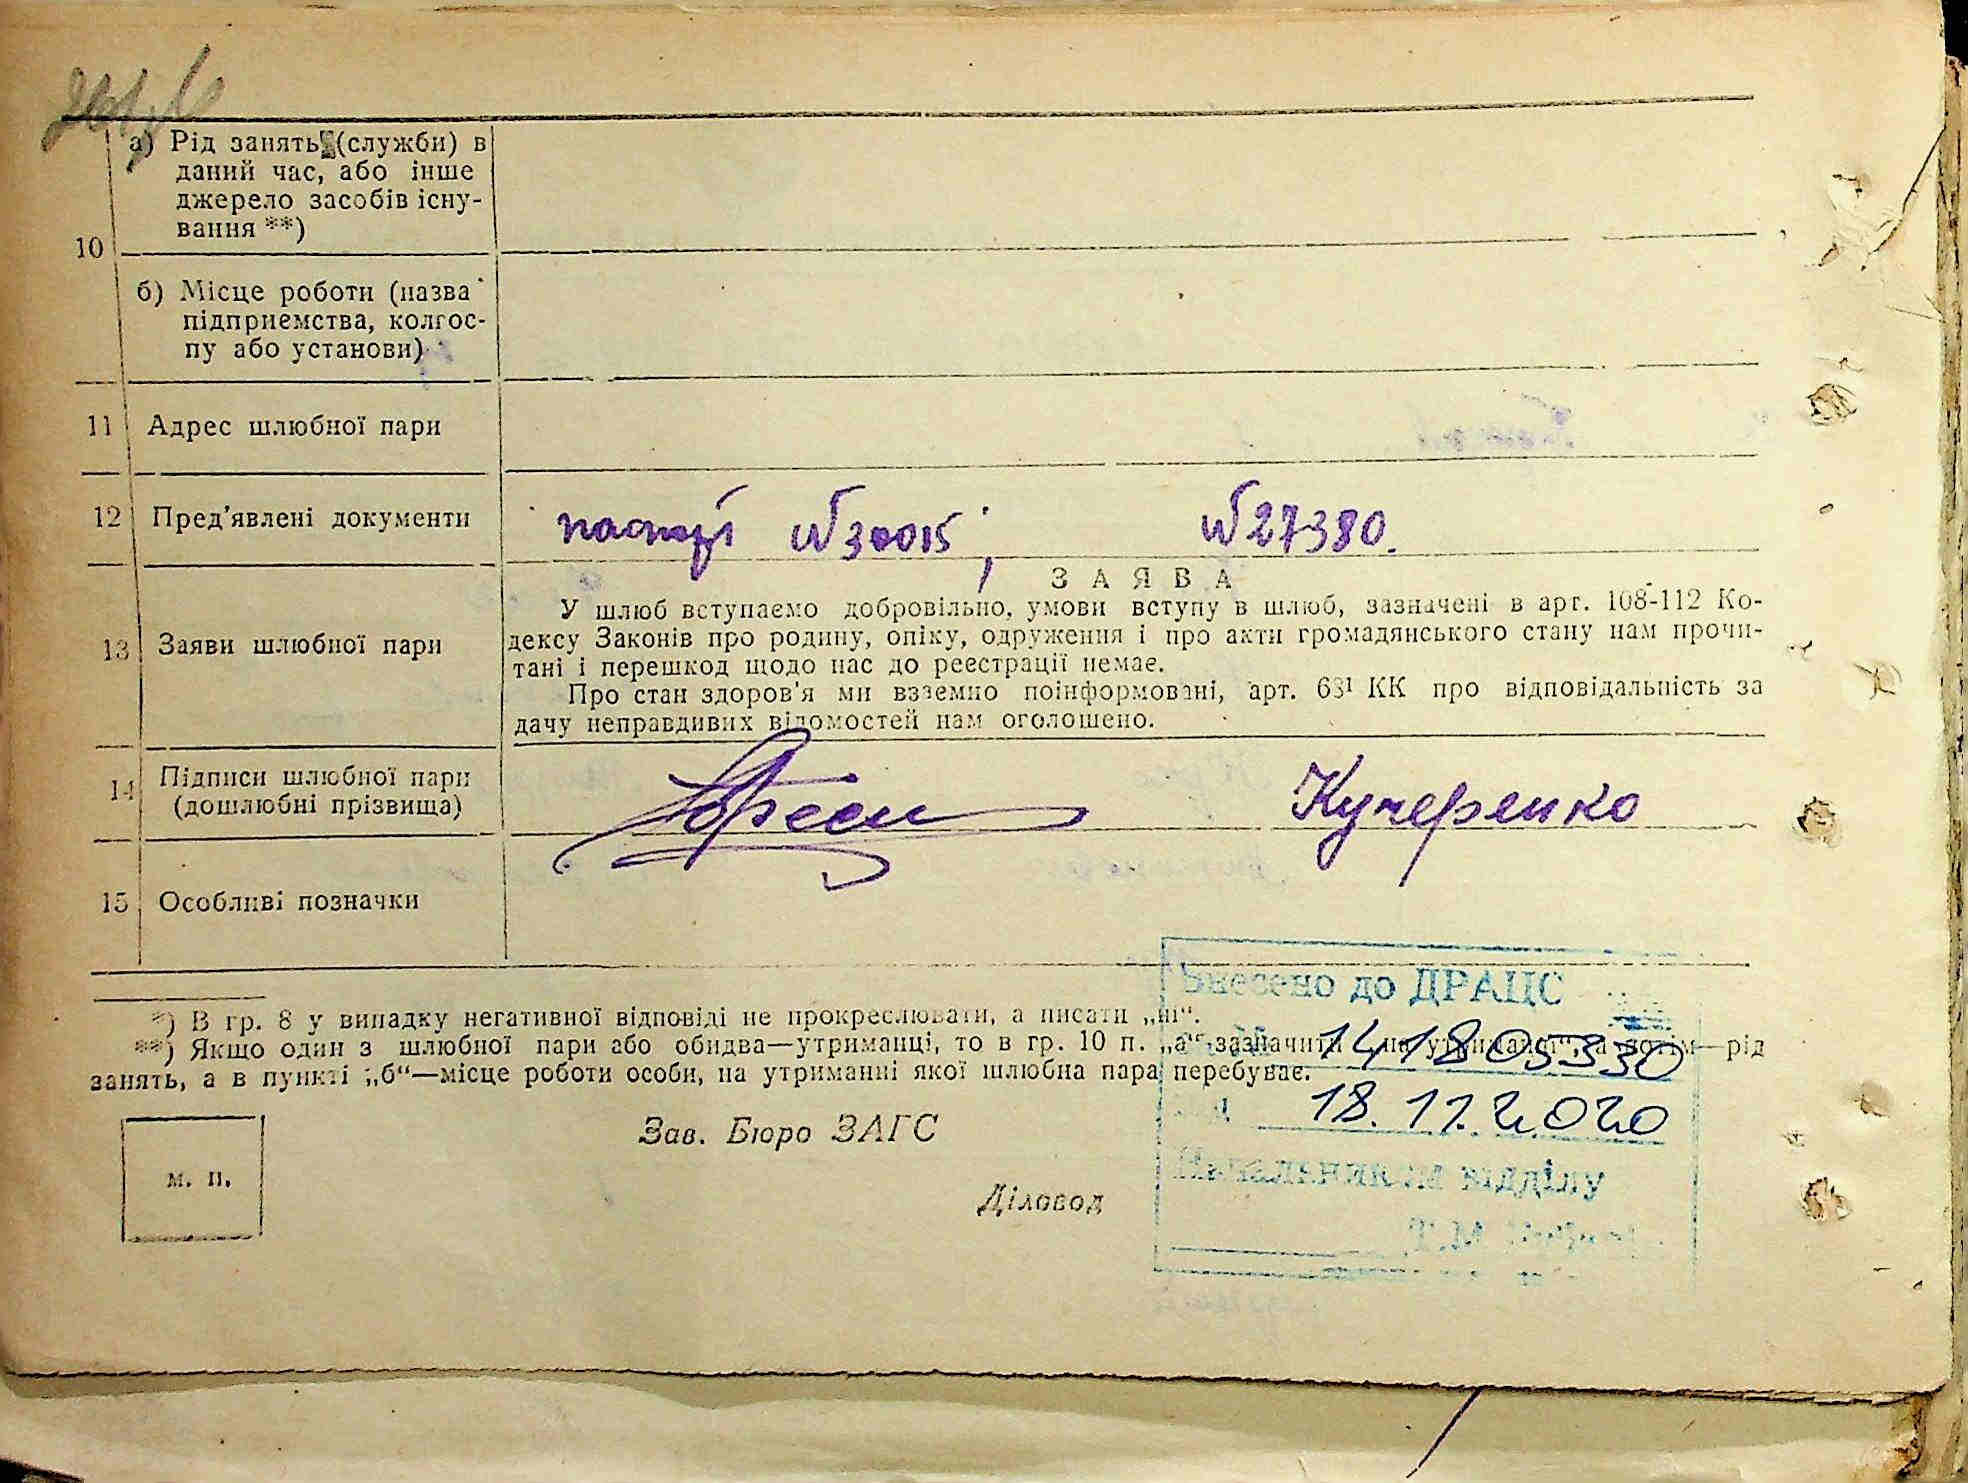 а) Рід занять (служби) в
даний час, або інше
джерело засобів існу-
вання **)
10
б) Місце роботи (назва
підприємства, колгос-
пу або установи)
11 Адрес шлюбної пари
12 Пред'явлені документи
паспорт №30015; №27380.
13 Заяви шлюбної пари
ЗАЯВА
У шлюб вступаємо добровільно, умови вступу в шлюб, зазначені в арт. 108-112 Ко-
дексу Законів про родину, опіку, одруження і про акти громадянського стану нам прочи-
тані і перешкод щодо нас до реєстрації немає.
Про стан здоров'я ми взаємно поінформовані, арт. 68¹ КК про відповідальність за
дачу неправдивих відомостей нам оголошено.
14 Підписи шлюбної пари
(дошлюбні прізвища)
Кучеренко
15 Особливі позначки
*) В гр. 8 у випадку негативної відповіді не прокреслювати, а писати „ні“.
**) Якщо один з шлюбної пари або обидва—утриманці, то в гр. 10 п. „а“ зазначити рід
занять, а в пункті „б“—місце роботи особи, на утриманні якої шлюбна пара перебуває.
м. п.
Зав. Бюро ЗАГС
Діловод
Внесено до ДРАЦС
141805330
18.11.2020
Начальником відділу